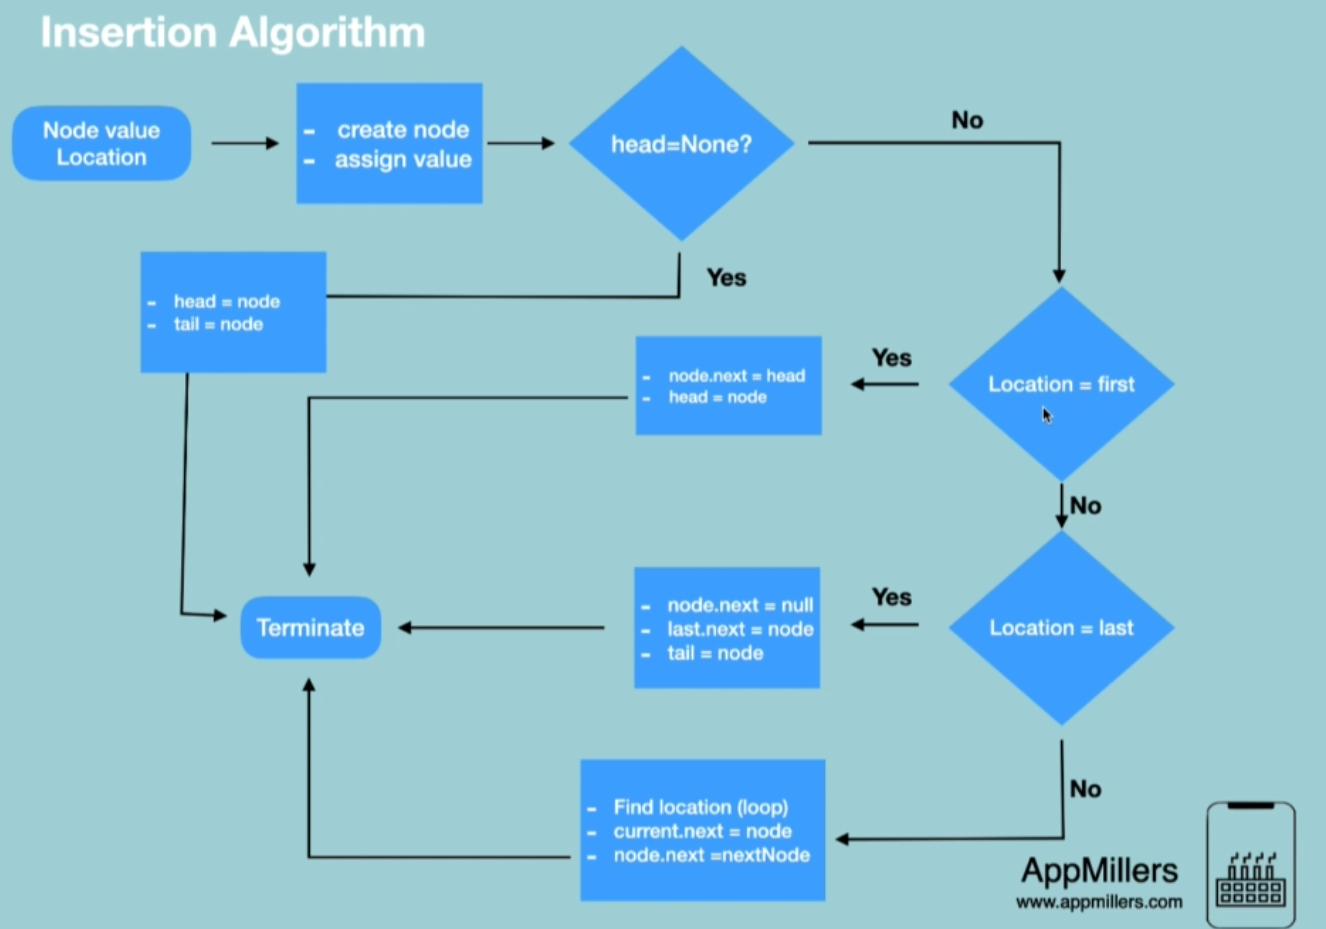 Insertion Algorithm
Node value
Location
- create node
- assign value
head=None?
No
Yes
- head = node
- tail = node
Location = first
Yes
- node.next = head
- head = node
No
Location = last
Yes
- node.next = null
- last.next = node
- tail = node
Terminate
No
- Find location (loop)
- current.next = node
- node.next =nextNode
AppMillers
www.appmillers.com